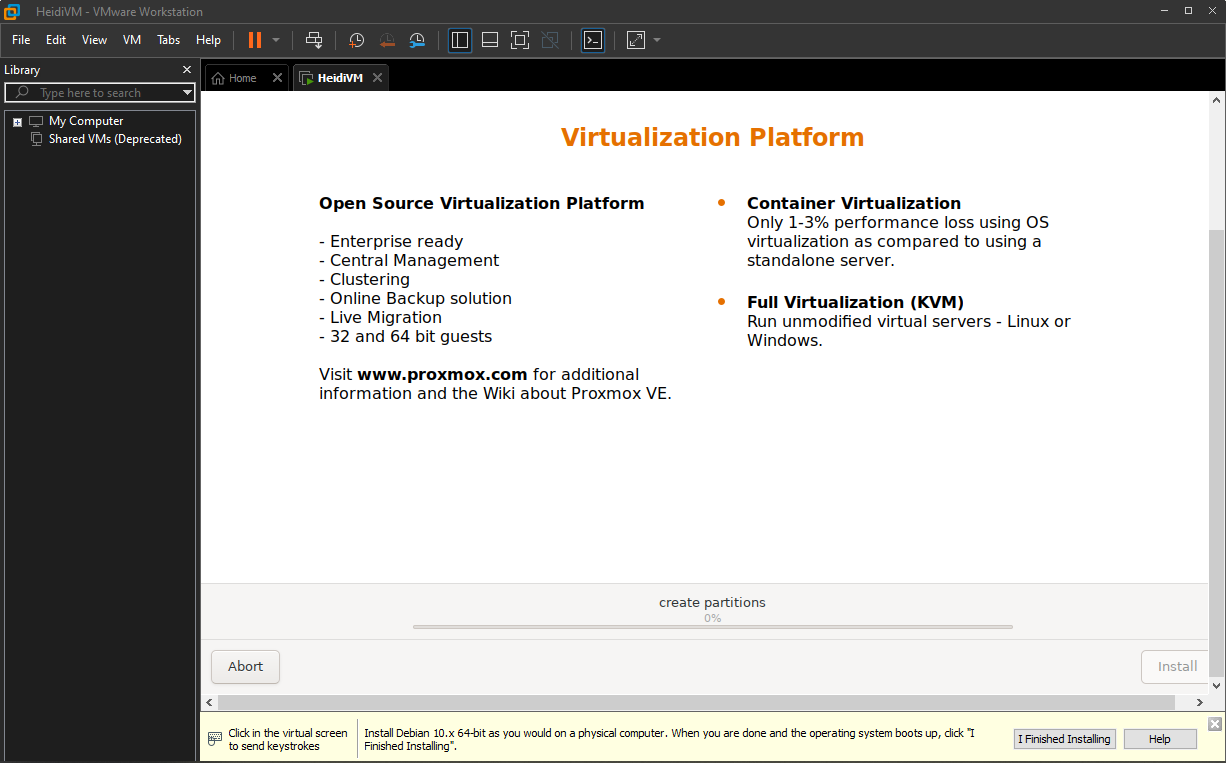 HeidiVM - VMware Workstation
File Edit View VM Tabs Help
Library
Home
HeidiVM
Type here to search
My Computer
Shared VMs (Deprecated)
Virtualization Platform
Open Source Virtualization Platform
- Enterprise ready
- Central Management
- Clustering
- Online Backup solution
- Live Migration
- 32 and 64 bit guests
Visit www.proxmox.com for additional
information and the Wiki about Proxmox VE.
Container Virtualization
Only 1-3% performance loss using OS
virtualization as compared to using a
standalone server.
Full Virtualization (KVM)
Run unmodified virtual servers - Linux or
Windows.
create partitions
0%
Abort
Install
Click in the virtual screen
to send keystrokes
Install Debian 10.x 64-bit as you would on a physical computer. When you are done and the operating system boots up, click "I
Finished Installing".
I Finished Installing
Help